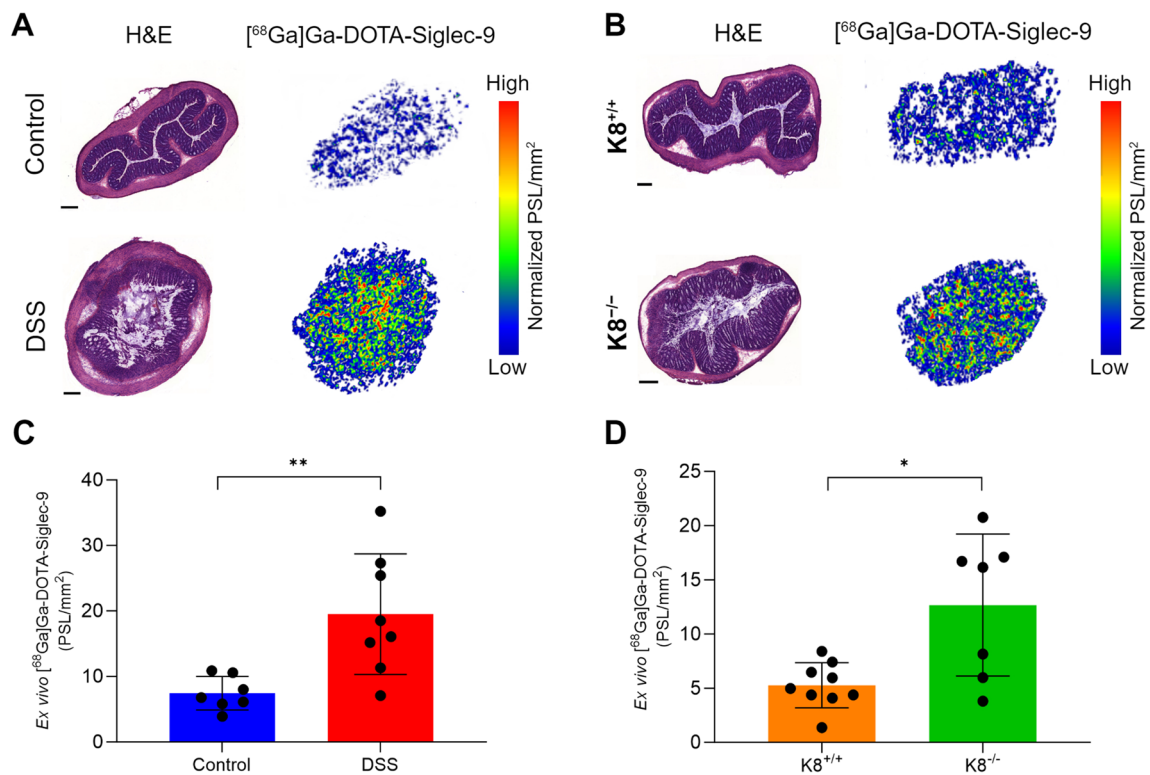 A
H&E
[⁶⁸Ga]Ga-DOTA-Siglec-9
Control
High
Normalized PSL/mm²
DSS
Low
B
H&E
[⁶⁸Ga]Ga-DOTA-Siglec-9
K8⁺/⁺
High
Normalized PSL/mm²
K8⁻/⁻
Low
C
**
Ex vivo [⁶⁸Ga]Ga-DOTA-Siglec-9
(PSL/mm²)
40
30
20
10
0
Control
DSS
D
*
Ex vivo [⁶⁸Ga]Ga-DOTA-Siglec-9
(PSL/mm²)
25
20
15
10
5
0
K8⁺/⁺
K8⁻/⁻